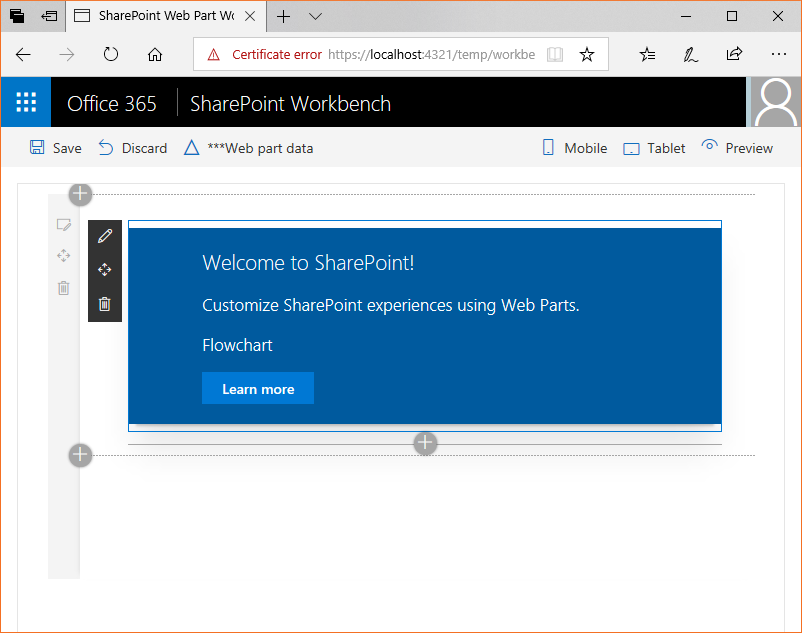 SharePoint Web Part Wo
Certificate error https://localhost:4321/temp/workbe
Office 365 SharePoint Workbench
Save Discard ***Web part data Mobile Tablet Preview
Welcome to SharePoint!
Customize SharePoint experiences using Web Parts.
Flowchart
Learn more